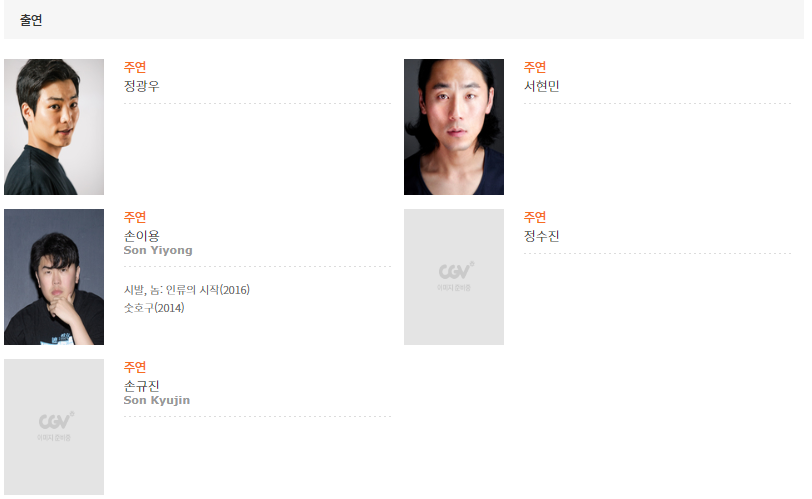 출연
주연
정광우
주연
서현민
주연
손이용
Son Yiyong
시발, 놈: 인류의 시작(2016)
숫호구(2014)
주연
정수진
CGV
이미지 준비중
주연
손규진
Son Kyujin
CGV
이미지 준비중